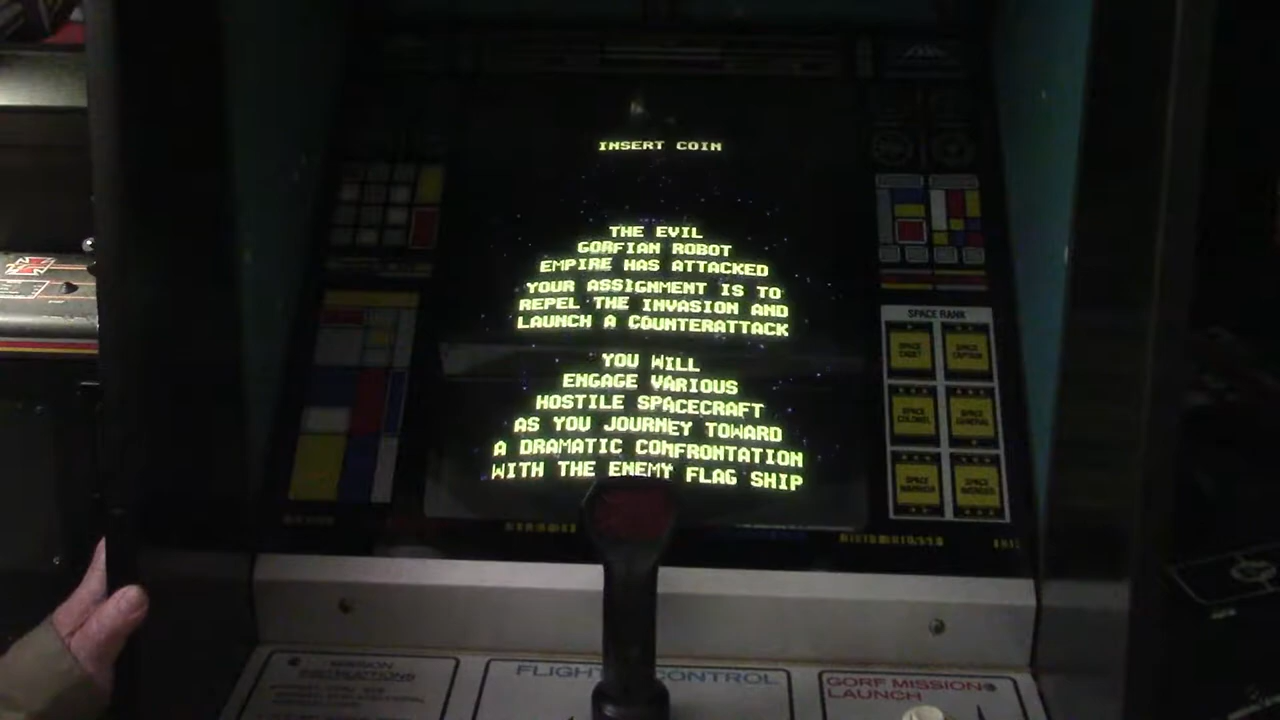 INSERT COIN
THE EVIL
GORFIAN ROBOT
EMPIRE HAS ATTACKED
YOUR ASSIGNMENT IS TO
REPEL THE INVASION AND
LAUNCH A COUNTERATTACK
YOU WILL
ENGAGE VARIOUS
HOSTILE SPACECRAFT
AS YOU JOURNEY TOWARD
A DRAMATIC CONFRONTATION
WITH THE ENEMY FLAG SHIP
SPACE RANK
SPACE CADET
SPACE CAPTAIN
SPACE COLONEL
SPACE GENERAL
SPACE WARRIOR
SPACE AVENGER
MISSION
INSTRUCTIONS
FLIGHT CONTROL
GORF MISSION
LAUNCH